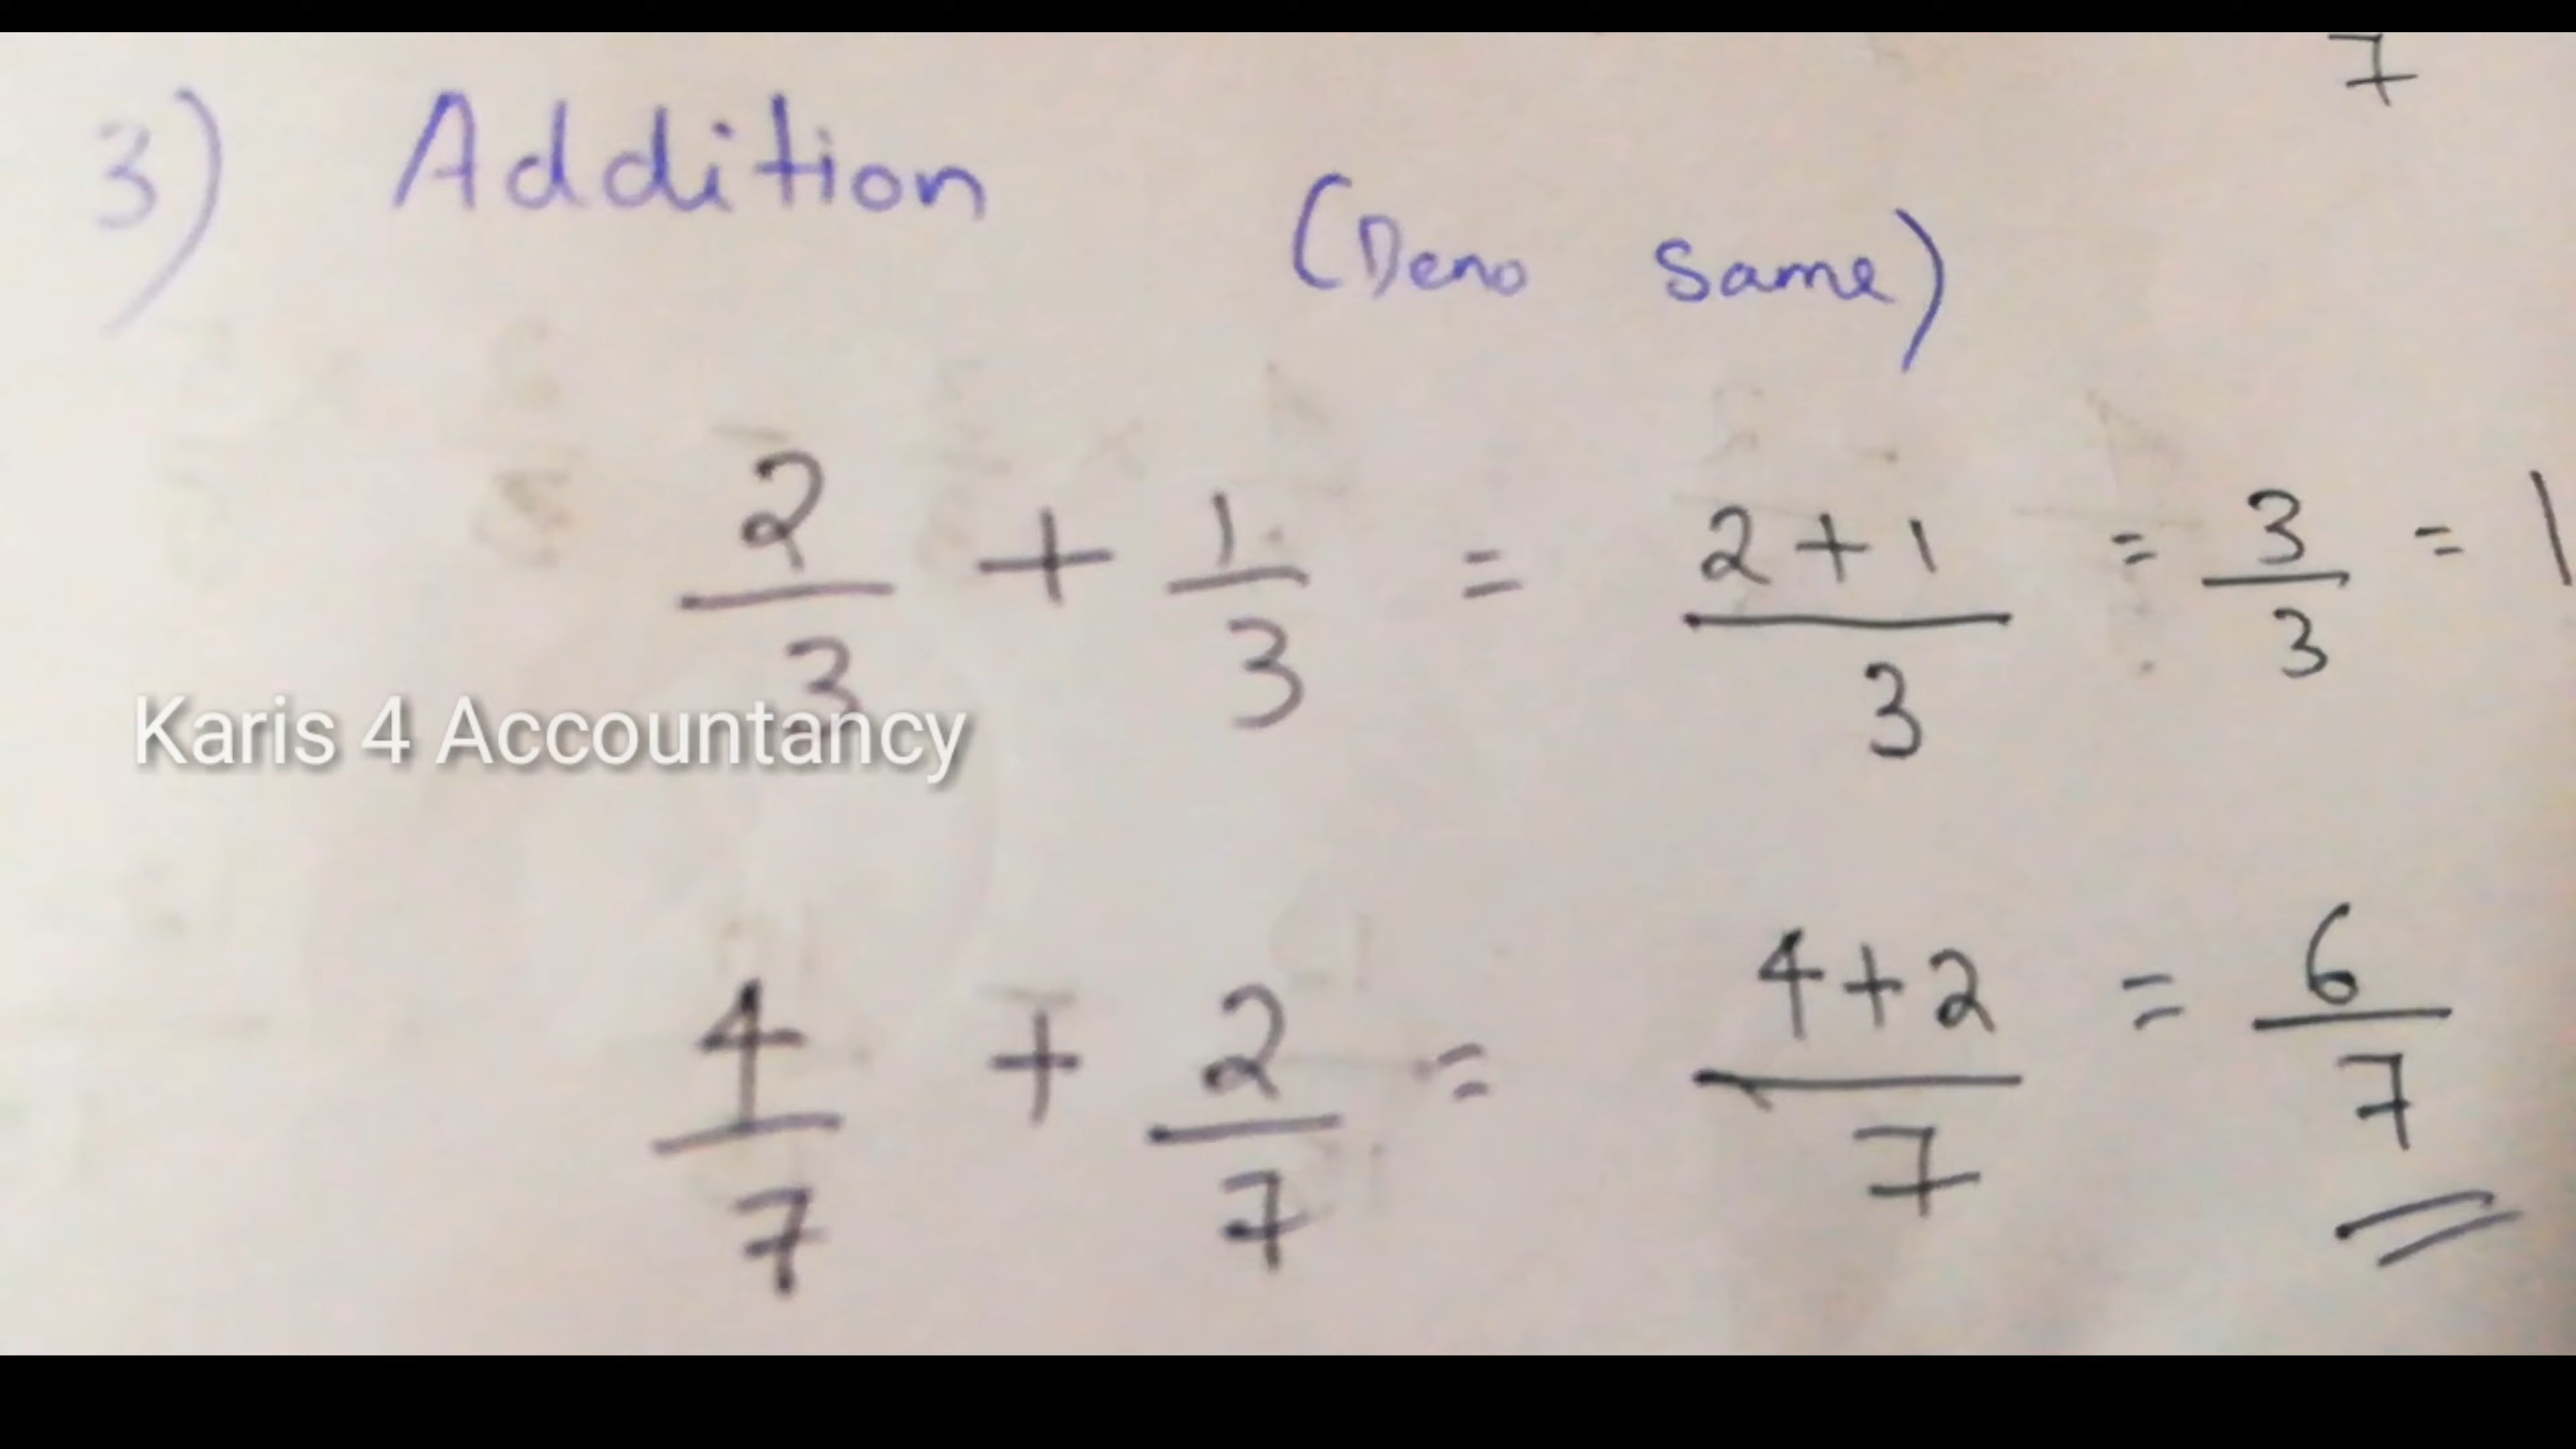 7
3) Addition
(Deno same)
2/3 + 1/3 = 2+1/3 = 3/3 = 1
Karis 4 Accountancy
4/7 + 2/7 = 4+2/7 = 6/7